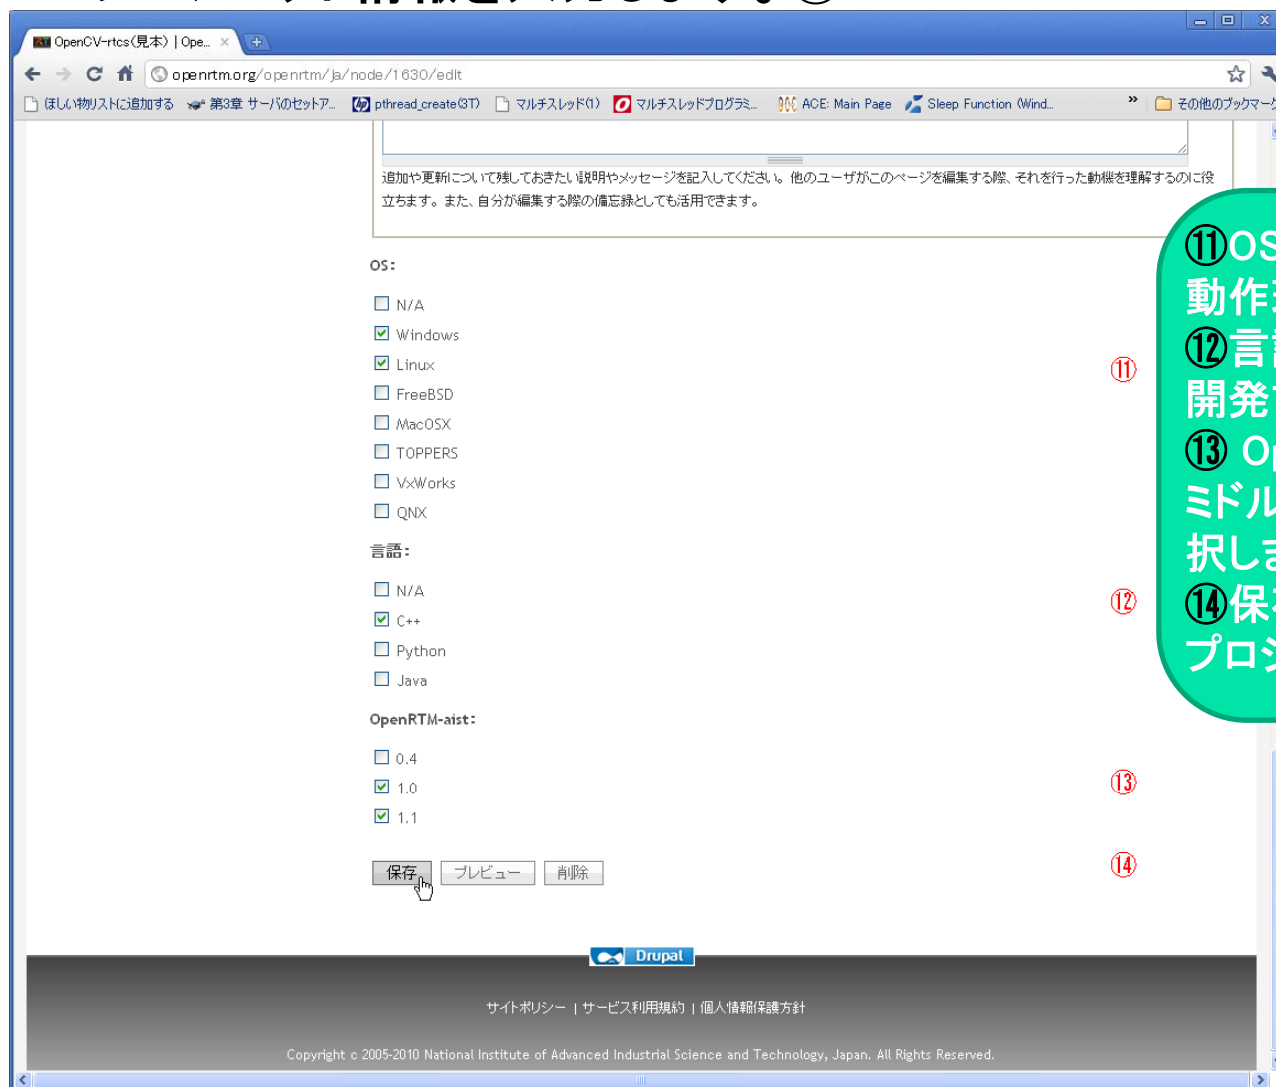 情報を入力します。
OpenCV-rtcs(見本) | Ope...
openrtm.org/openrtm/ja/node/1630/edit
ほしい物リストに追加する 第3章 サーバのセットア... pthread_create(3T) マルチスレッド(1) マルチスレッドプログラミ... ACE: Main Page Sleep Function (Wind... » その他のブックマーク
追加や更新について残しておきたい説明やメッセージを記入してください。他のユーザがこのページを編集する際、それを行った動機を理解するのに役
立ちます。また、自分が編集する際の備忘録としても活用できます。
OS:
N/A
Windows
Linux
FreeBSD
MacOSX
TOPPERS
VxWorks
QNX
⑪
言語:
N/A
C++
Python
Java
⑫
OpenRTM-aist:
0.4
1.0
1.1
⑬
保存 プレビュー 削除
⑭
⑪OS
動作
⑫言
開発
⑬ Op
ミドル
択しま
⑭保
プロジ
Drupal
サイトポリシー | サービス利用規約 | 個人情報保護方針
Copyright c 2005-2010 National Institute of Advanced Industrial Science and Technology, Japan. All Rights Reserved.